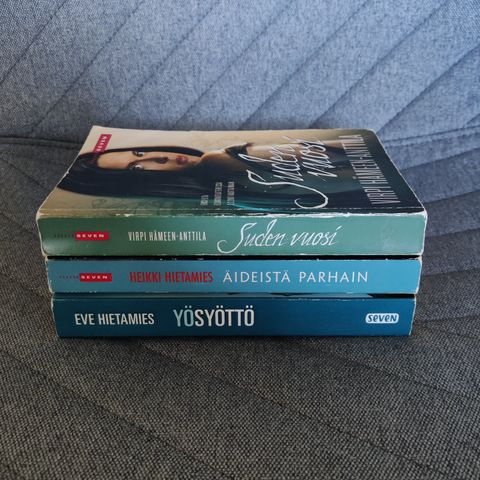 SEVEN
Suden
vuosi
VIRPI HÄMEEN-ANTTILA
SEVEN
VIRPI HÄMEEN-ANTTILA
Suden vuosi
SEVEN
HEIKKI HIETAMIES ÄIDEISTÄ PARHAIN
EVE HIETAMIES YÖSYÖTTÖ
SEVEN